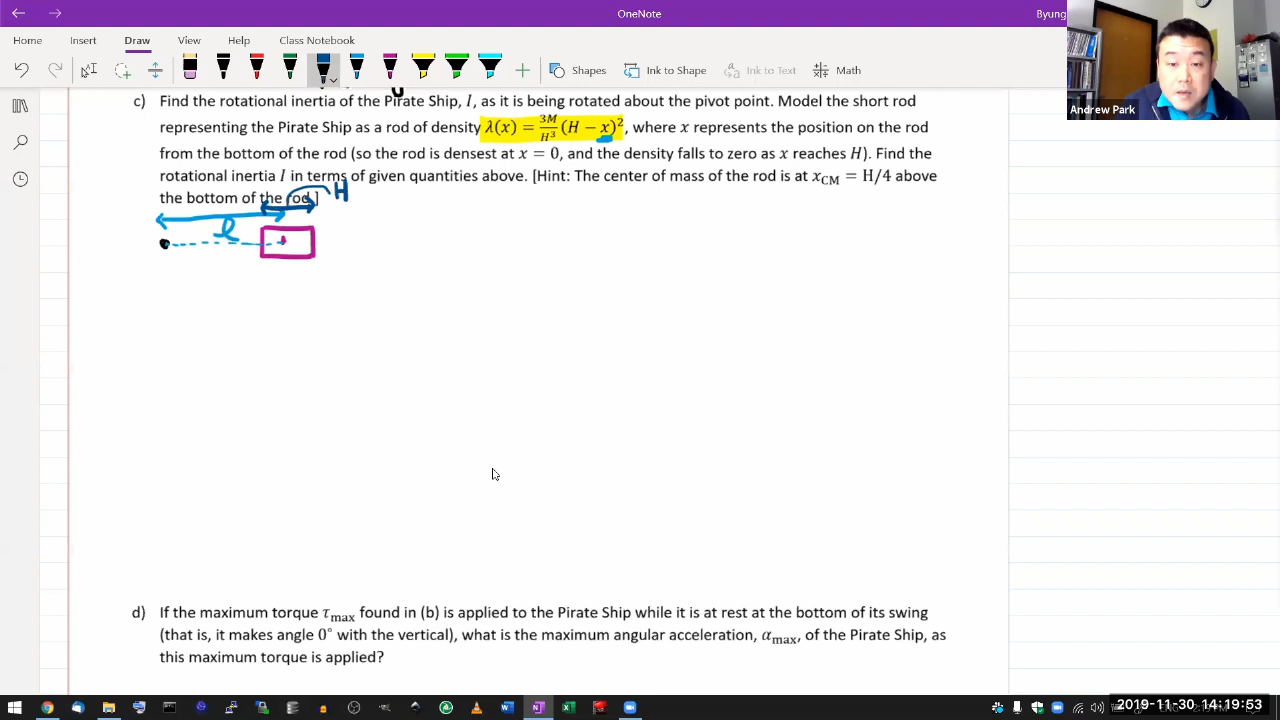 OneNote
Byung
Home Insert Draw View Help Class Notebook
Shapes Ink to Shape Ink to Text Math
Andrew Park
c) Find the rotational inertia of the Pirate Ship, I, as it is being rotated about the pivot point. Model the short rod
representing the Pirate Ship as a rod of density λ(x) = 3M/H³ (H − x)², where x represents the position on the rod
from the bottom of the rod (so the rod is densest at x = 0, and the density falls to zero as x reaches H). Find the
rotational inertia I in terms of given quantities above. [Hint: The center of mass of the rod is at xCM = H/4 above
the bottom of the rod.]
H
ℓ
d) If the maximum torque τmax found in (b) is applied to the Pirate Ship while it is at rest at the bottom of its swing
(that is, it makes angle 0° with the vertical), what is the maximum angular acceleration, αmax, of the Pirate Ship, as
this maximum torque is applied?
2019-11-30 14:19:53